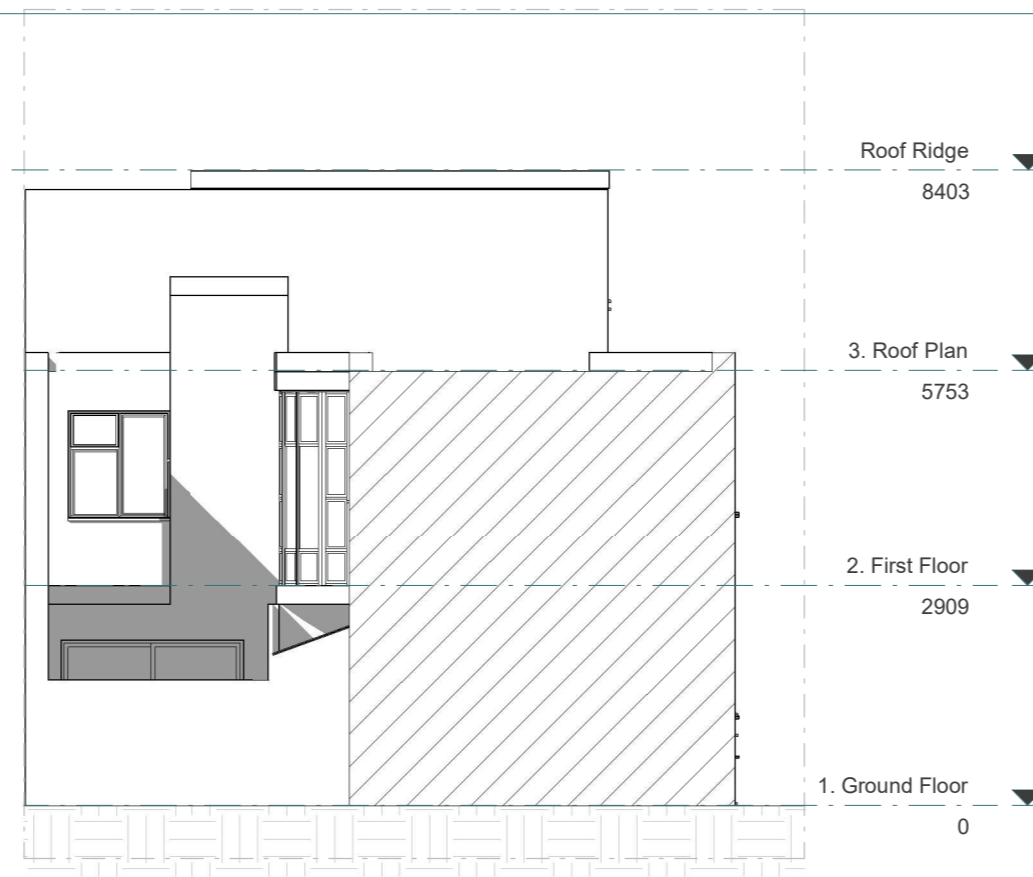 Roof Ridge
8403
3. Roof Plan
5753
2. First Floor
2909
1. Ground Floor
0